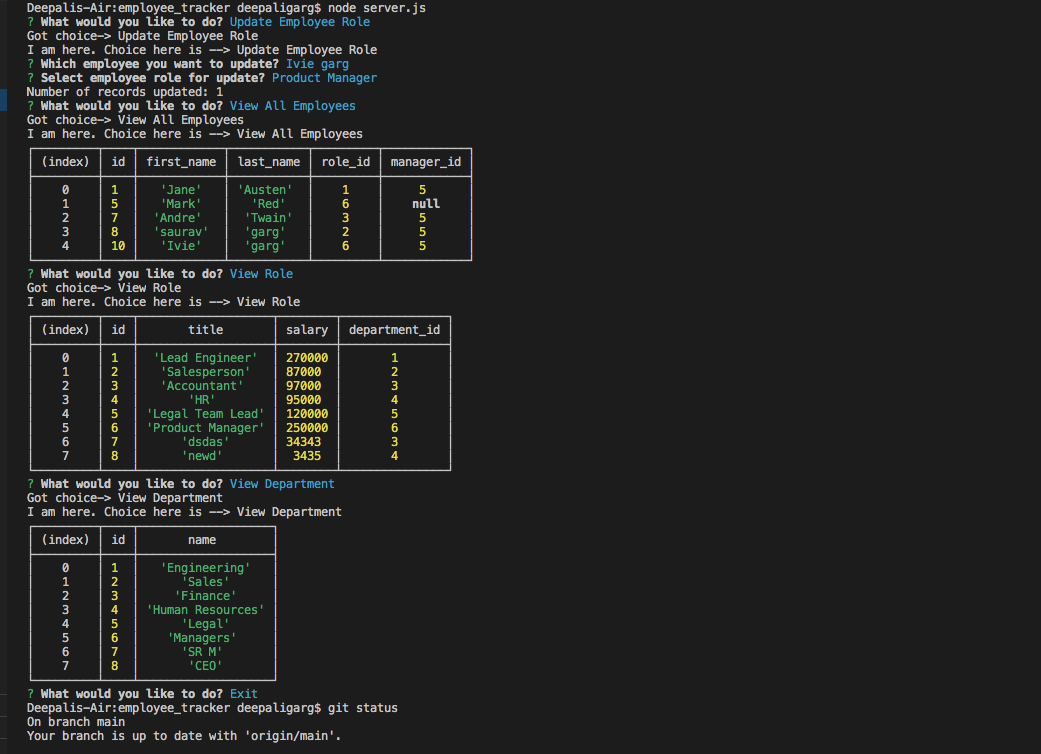 Deepalis-Air:employee_tracker deepaligarg$ node server.js
? What would you like to do? Update Employee Role
Got choice-> Update Employee Role
I am here. Choice here is --> Update Employee Role
? Which employee you want to update? Ivie garg
? Select employee role for update? Product Manager
Number of records updated: 1
? What would you like to do? View All Employees
Got choice-> View All Employees
I am here. Choice here is --> View All Employees
(index) id first_name last_name role_id manager_id
0 1 'Jane' 'Austen' 1 5
1 5 'Mark' 'Red' 6 null
2 7 'Andre' 'Twain' 3 5
3 8 'saurav' 'garg' 2 5
4 10 'Ivie' 'garg' 6 5
? What would you like to do? View Role
Got choice-> View Role
I am here. Choice here is --> View Role
(index) id title salary department_id
0 1 'Lead Engineer' 270000 1
1 2 'Salesperson' 87000 2
2 3 'Accountant' 97000 3
3 4 'HR' 95000 4
4 5 'Legal Team Lead' 120000 5
5 6 'Product Manager' 250000 6
6 7 'dsdas' 34343 3
7 8 'newd' 3435 4
? What would you like to do? View Department
Got choice-> View Department
I am here. Choice here is --> View Department
(index) id name
0 1 'Engineering'
1 2 'Sales'
2 3 'Finance'
3 4 'Human Resources'
4 5 'Legal'
5 6 'Managers'
6 7 'SR M'
7 8 'CEO'
? What would you like to do? Exit
Deepalis-Air:employee_tracker deepaligarg$ git status
On branch main
Your branch is up to date with 'origin/main'.